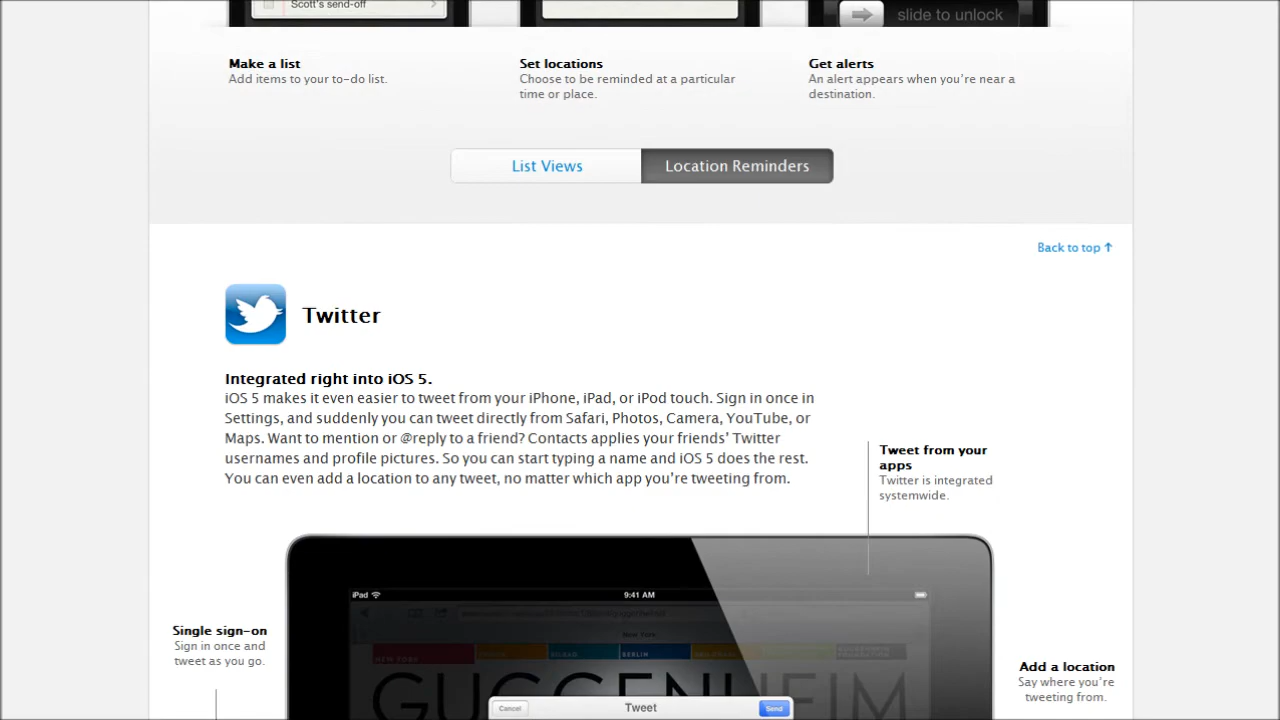 Scott's send-off
slide to unlock
Make a list
Add items to your to-do list.
Set locations
Choose to be reminded at a particular
time or place.
Get alerts
An alert appears when you're near a
destination.
List Views
Location Reminders
Back to top ↑
Twitter
Integrated right into iOS 5.
iOS 5 makes it even easier to tweet from your iPhone, iPad, or iPod touch. Sign in once in
Settings, and suddenly you can tweet directly from Safari, Photos, Camera, YouTube, or
Maps. Want to mention or @reply to a friend? Contacts applies your friends' Twitter
usernames and profile pictures. So you can start typing a name and iOS 5 does the rest.
You can even add a location to any tweet, no matter which app you're tweeting from.
Tweet from your
apps
Twitter is integrated
systemwide.
iPad
9:41 AM
New York
NEW YORK
BILBAO
BERLIN
GUGGENHEIM
Single sign-on
Sign in once and
tweet as you go.
Add a location
Say where you're
tweeting from.
Cancel
Tweet
Send